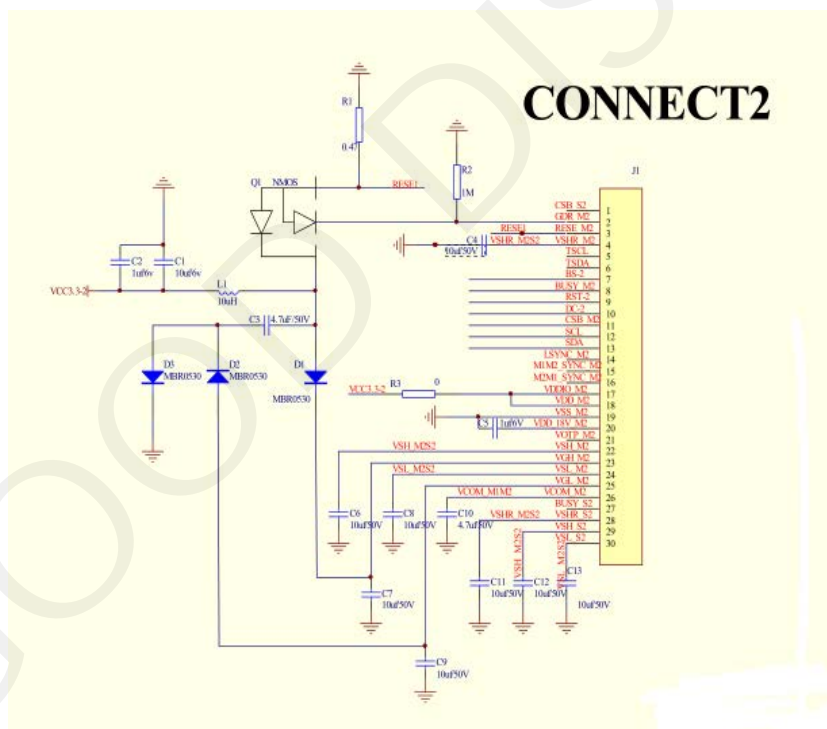 CONNECT2
R1
0.47
Q1 NMOS
RESE1
R2
1M
J1
C2
1uf6v
C1
10uf6v
VCC3.3-2
L1
10uH
C3 4.7uF/50V
D3
MBR0530
D2
MBR0530
D1
MBR0530
C4
10uf50V
RESE1
VSHR_M2S2
CSB_S2
1
GDR_M2
2
RESE_M2
3
VSHR_M2
4
TSCL
5
TSDA
6
BS-2
7
BUSY_M2
8
RST-2
9
DC-2
10
CSB_M2
11
SCL
12
SDA
13
LSYNC_M2
14
M1M2_SYNC_M2
15
M2M1_SYNC_M2
16
VDDIO_M2
17
VDD_M2
18
VSS_M2
19
VDD_18V_M2
20
VOTP_M2
21
VSH_M2
22
VGH_M2
23
VSL_M2
24
VGL_M2
25
VCOM_M2
26
BUSY_S2
27
VSHR_S2
28
VSH_S2
29
VSL_S2
30
VCC3.3-2
R3
0
C5
1uf6V
VSH_M2S2
VSL_M2S2
VCOM_M1M2
VSHR_M2S2
VSH_M2S2
VSL_M2S2
C6
10uf50V
C8
10uf50V
C10
4.7uf50V
C11
10uf50V
C12
10uf50V
C13
10uf50V
C7
10uf50V
C9
10uf50V
GOOD DIS